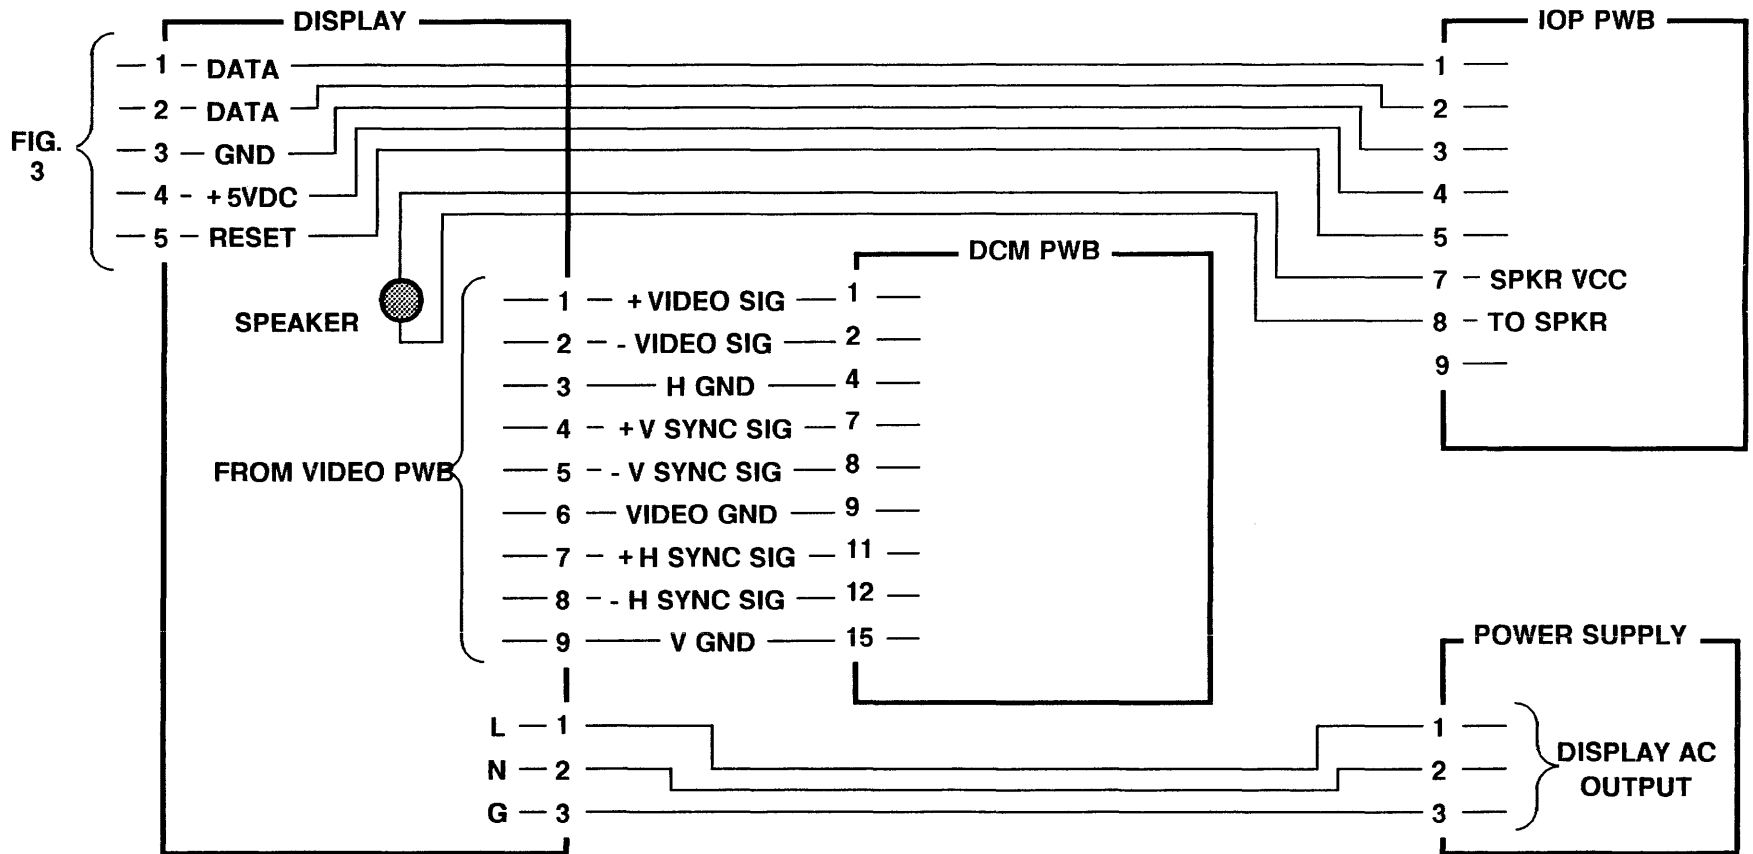 DISPLAY
IOP PWB
FIG.
3
1 - DATA
2 - DATA
3 - GND
4 - +5VDC
5 - RESET
1
2
3
4
5
7 - SPKR VCC
8 - TO SPKR
9
SPEAKER
DCM PWB
FROM VIDEO PWB
1 - + VIDEO SIG - 1
2 - - VIDEO SIG - 2
3 - H GND - 4
4 - + V SYNC SIG - 7
5 - - V SYNC SIG - 8
6 - VIDEO GND - 9
7 - + H SYNC SIG - 11
8 - - H SYNC SIG - 12
9 - V GND - 15
L - 1
N - 2
G - 3
POWER SUPPLY
1
2
3
DISPLAY AC
OUTPUT